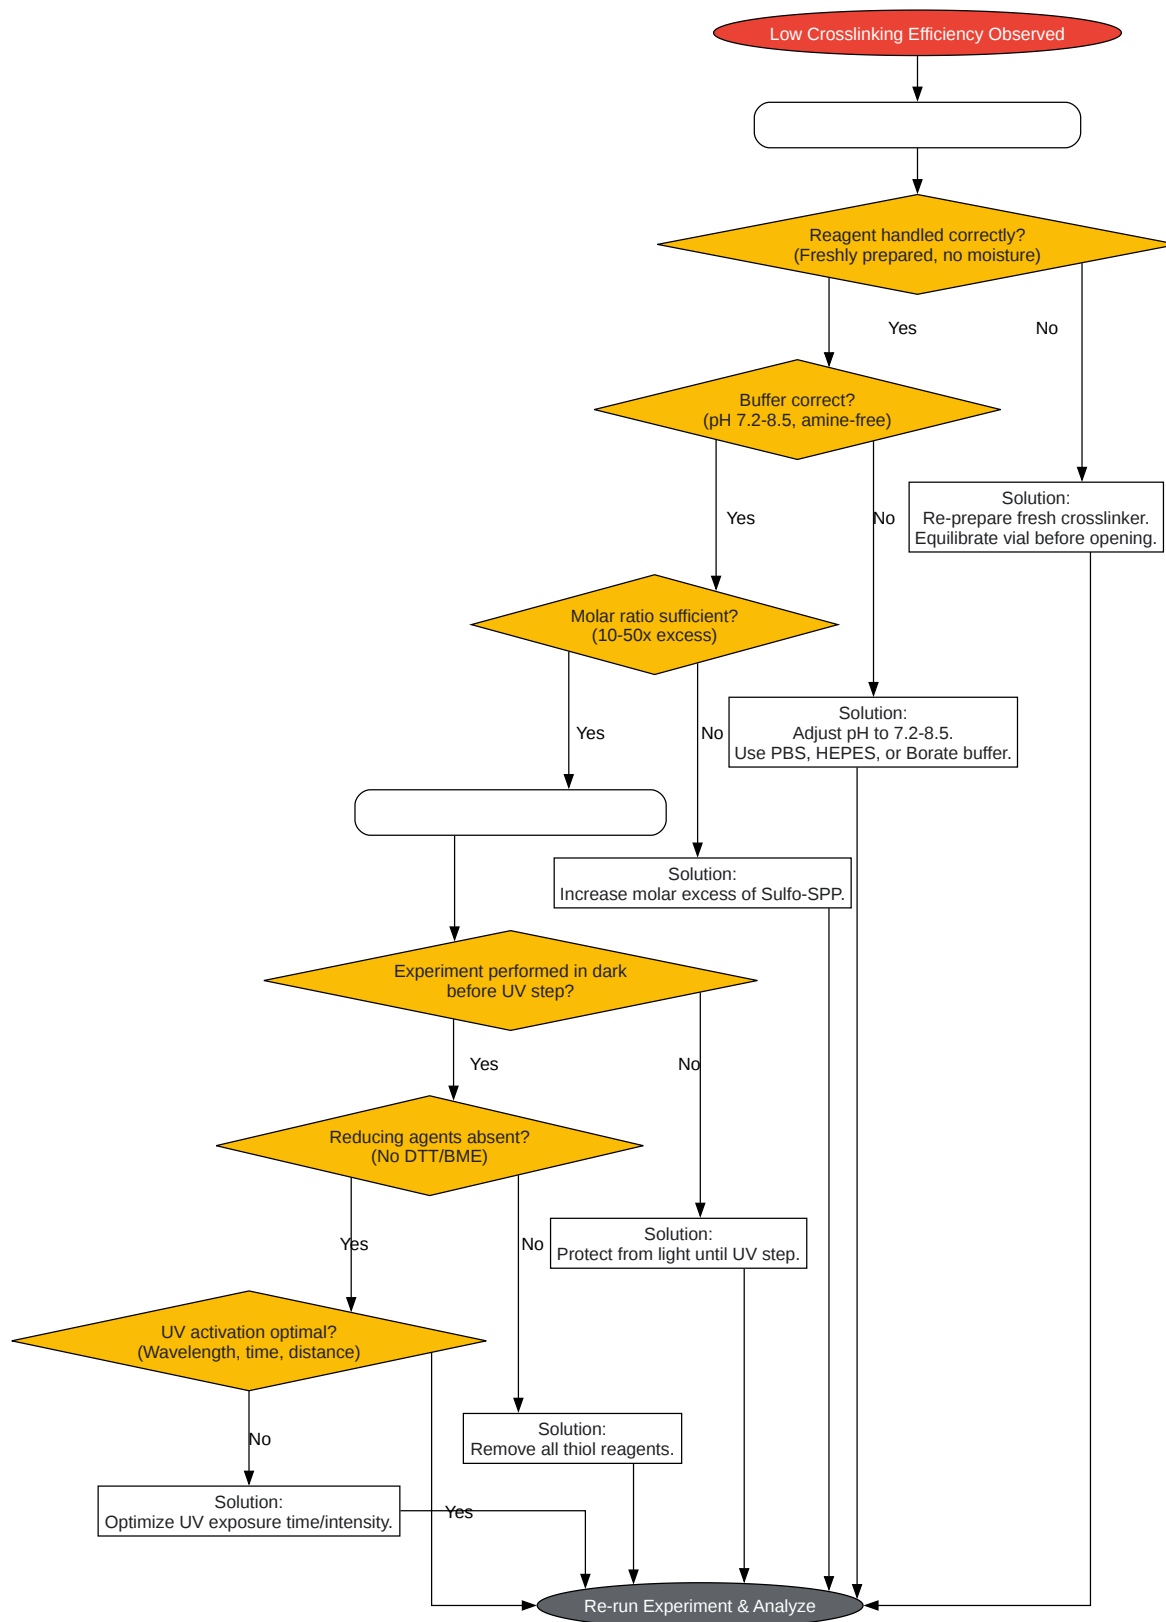 Low Crosslinking Efficiency Observed
Reagent handled correctly?
(Freshly prepared, no moisture)
Yes
No
Buffer correct?
(pH 7.2-8.5, amine-free)
Yes
No
Solution:
Re-prepare fresh crosslinker.
Equilibrate vial before opening.
Molar ratio sufficient?
(10-50x excess)
Yes
No
Solution:
Adjust pH to 7.2-8.5.
Use PBS, HEPES, or Borate buffer.
Solution:
Increase molar excess of Sulfo-SPP.
Experiment performed in dark
before UV step?
Yes
No
Reducing agents absent?
(No DTT/BME)
Yes
No
Solution:
Protect from light until UV step.
UV activation optimal?
(Wavelength, time, distance)
No
Solution:
Remove all thiol reagents.
Solution:
Optimize UV exposure time/intensity.
Yes
Re-run Experiment & Analyze